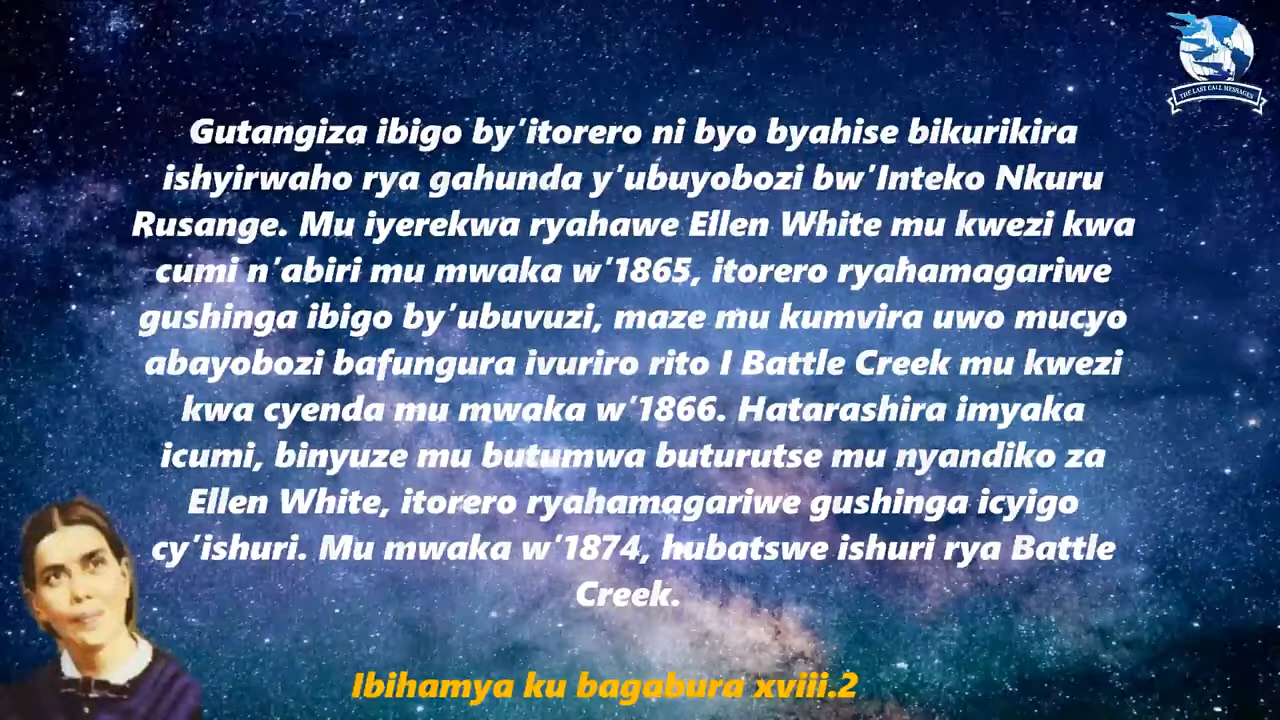 THE LAST CALL MESSAGES
Gutangiza ibigo by'itorero ni byo byahise bikurikira
ishyirwaho rya gahunda y'ubuyobozi bw'Inteko Nkuru
Rusange. Mu iyerekwa ryahawe Ellen White mu kwezi kwa
cumi n'abiri mu mwaka w'1865, itorero ryahamagariwe
gushinga ibigo by'ubuvuzi, maze mu kumvira uwo mucyo
abayobozi bafungura ivuriro rito I Battle Creek mu kwezi
kwa cyenda mu mwaka w'1866. Hatarashira imyaka
icumi, binyuze mu butumwa buturutse mu nyandiko za
Ellen White, itorero ryahamagariwe gushinga icyigo
cy'ishuri. Mu mwaka w'1874, hubatswe ishuri rya Battle
Creek.
Ibihamya ku bagabura xviii.2